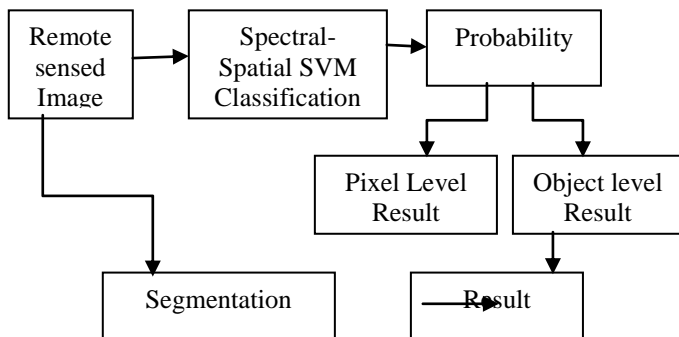 Remote
sensed
Image
Spectral-
Spatial SVM
Classification
Probability
Pixel Level
Result
Object level
Result
Segmentation
Result